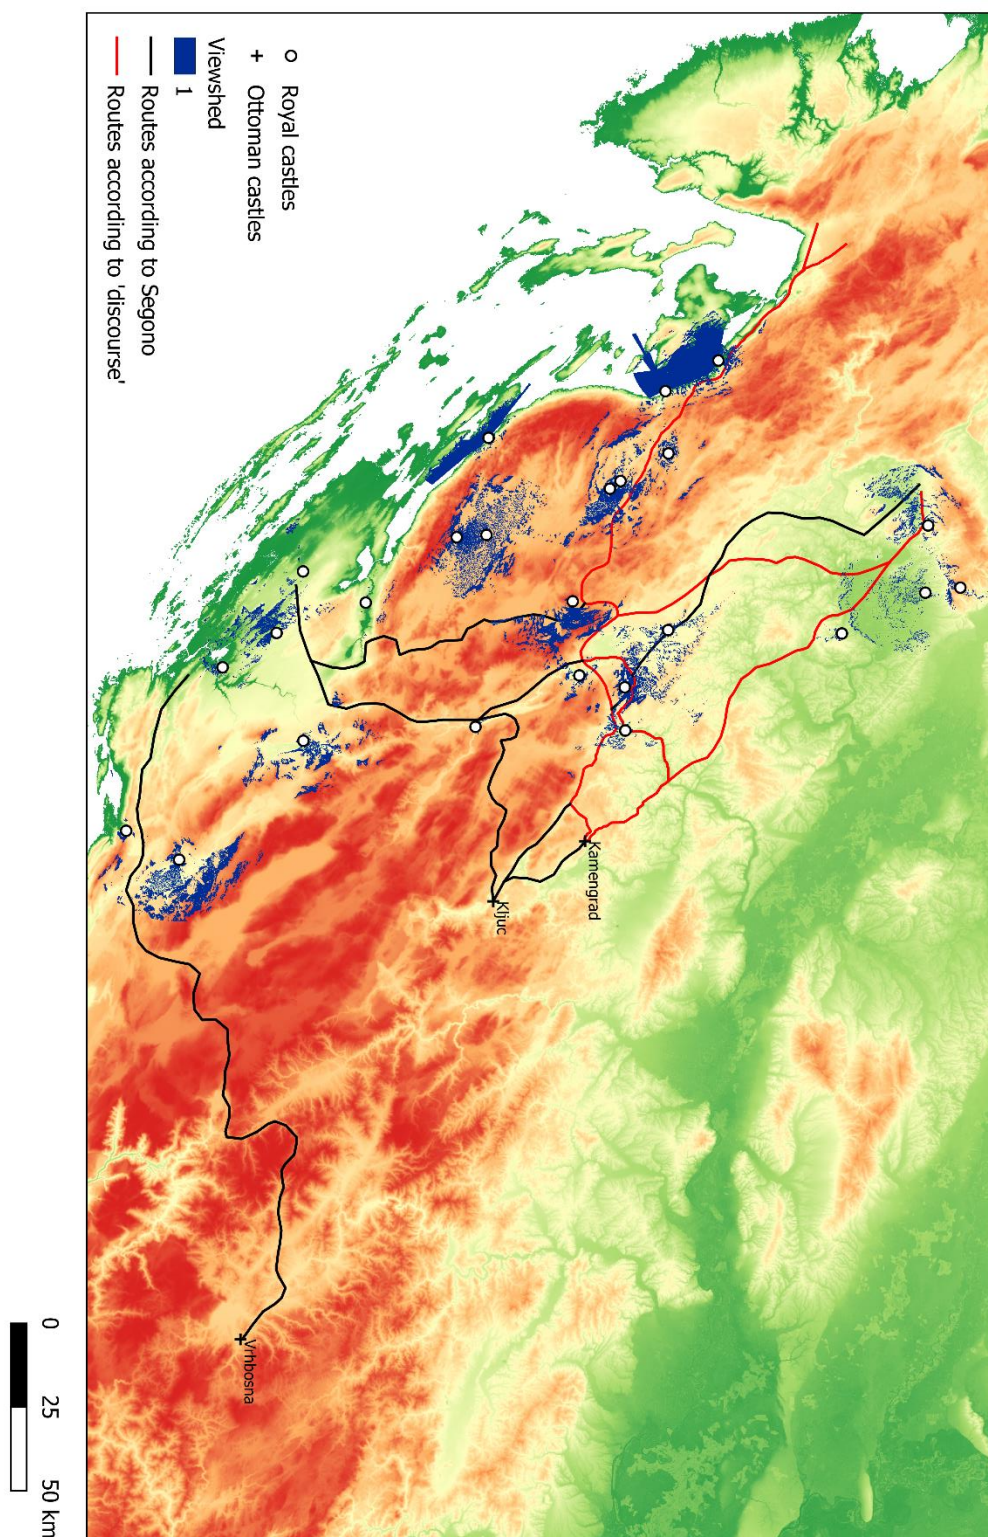 Royal castles
Ottoman castles
Viewshed
1
Routes according to Segono
Routes according to 'discourse'
Kamengrad
Kljuc
Vrhbosna
0 25 50 km